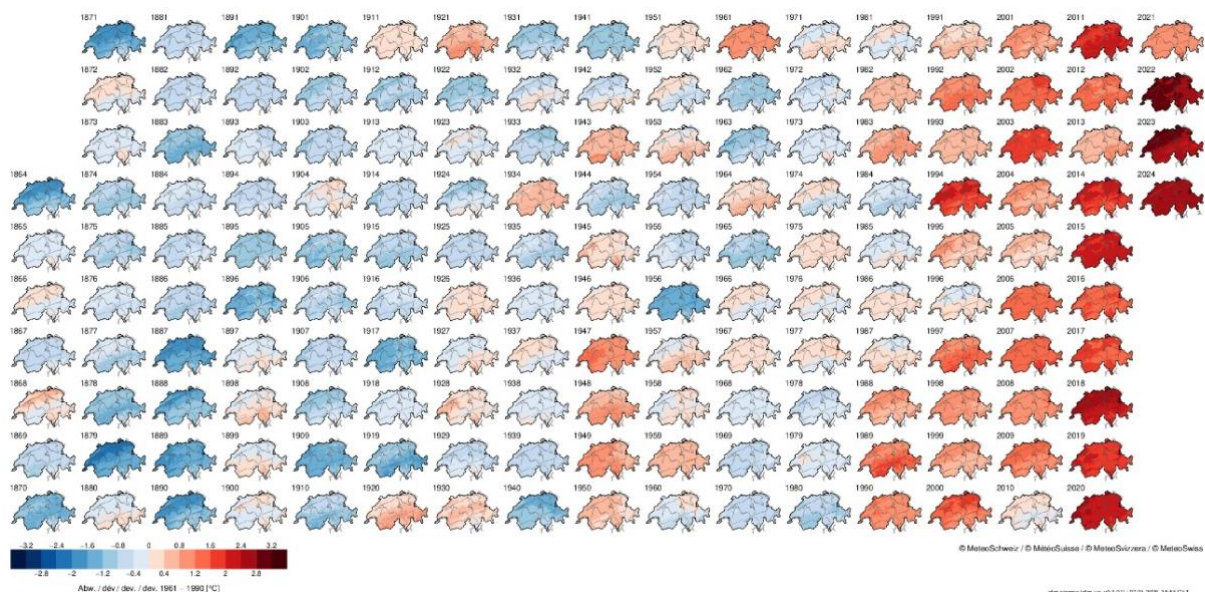 1871 1881 1891 1901 1911 1921 1931 1941 1951 1961 1971 1981 1991 2001 2011 2021
1872 1882 1892 1902 1912 1922 1932 1942 1952 1962 1972 1982 1992 2002 2012 2022
1873 1883 1893 1903 1913 1923 1933 1943 1953 1963 1973 1983 1993 2003 2013 2023
1864 1874 1884 1894 1904 1914 1924 1934 1944 1954 1964 1974 1984 1994 2004 2014 2024
1865 1875 1885 1895 1905 1915 1925 1935 1945 1955 1965 1975 1985 1995 2005 2015
1866 1876 1886 1896 1906 1916 1926 1936 1946 1956 1966 1976 1986 1996 2006 2016
1867 1877 1887 1897 1907 1917 1927 1937 1947 1957 1967 1977 1987 1997 2007 2017
1868 1878 1888 1898 1908 1918 1928 1938 1948 1958 1968 1978 1988 1998 2008 2018
1869 1879 1889 1899 1909 1919 1929 1939 1949 1959 1969 1979 1989 1999 2009 2019
1870 1880 1890 1900 1910 1920 1930 1940 1950 1960 1970 1980 1990 2000 2010 2020
-3.2 -2.4 -1.6 -0.8 0 0.8 1.6 2.4 3.2
-2.8 -2 -1.2 -0.4 0.4 1.2 2 2.8
Abw. / dév / dev. / dev. 1961 - 1990 [°C]
© MeteoSchweiz / © MétéoSuisse / © MeteoSvizzera / © MeteoSwiss